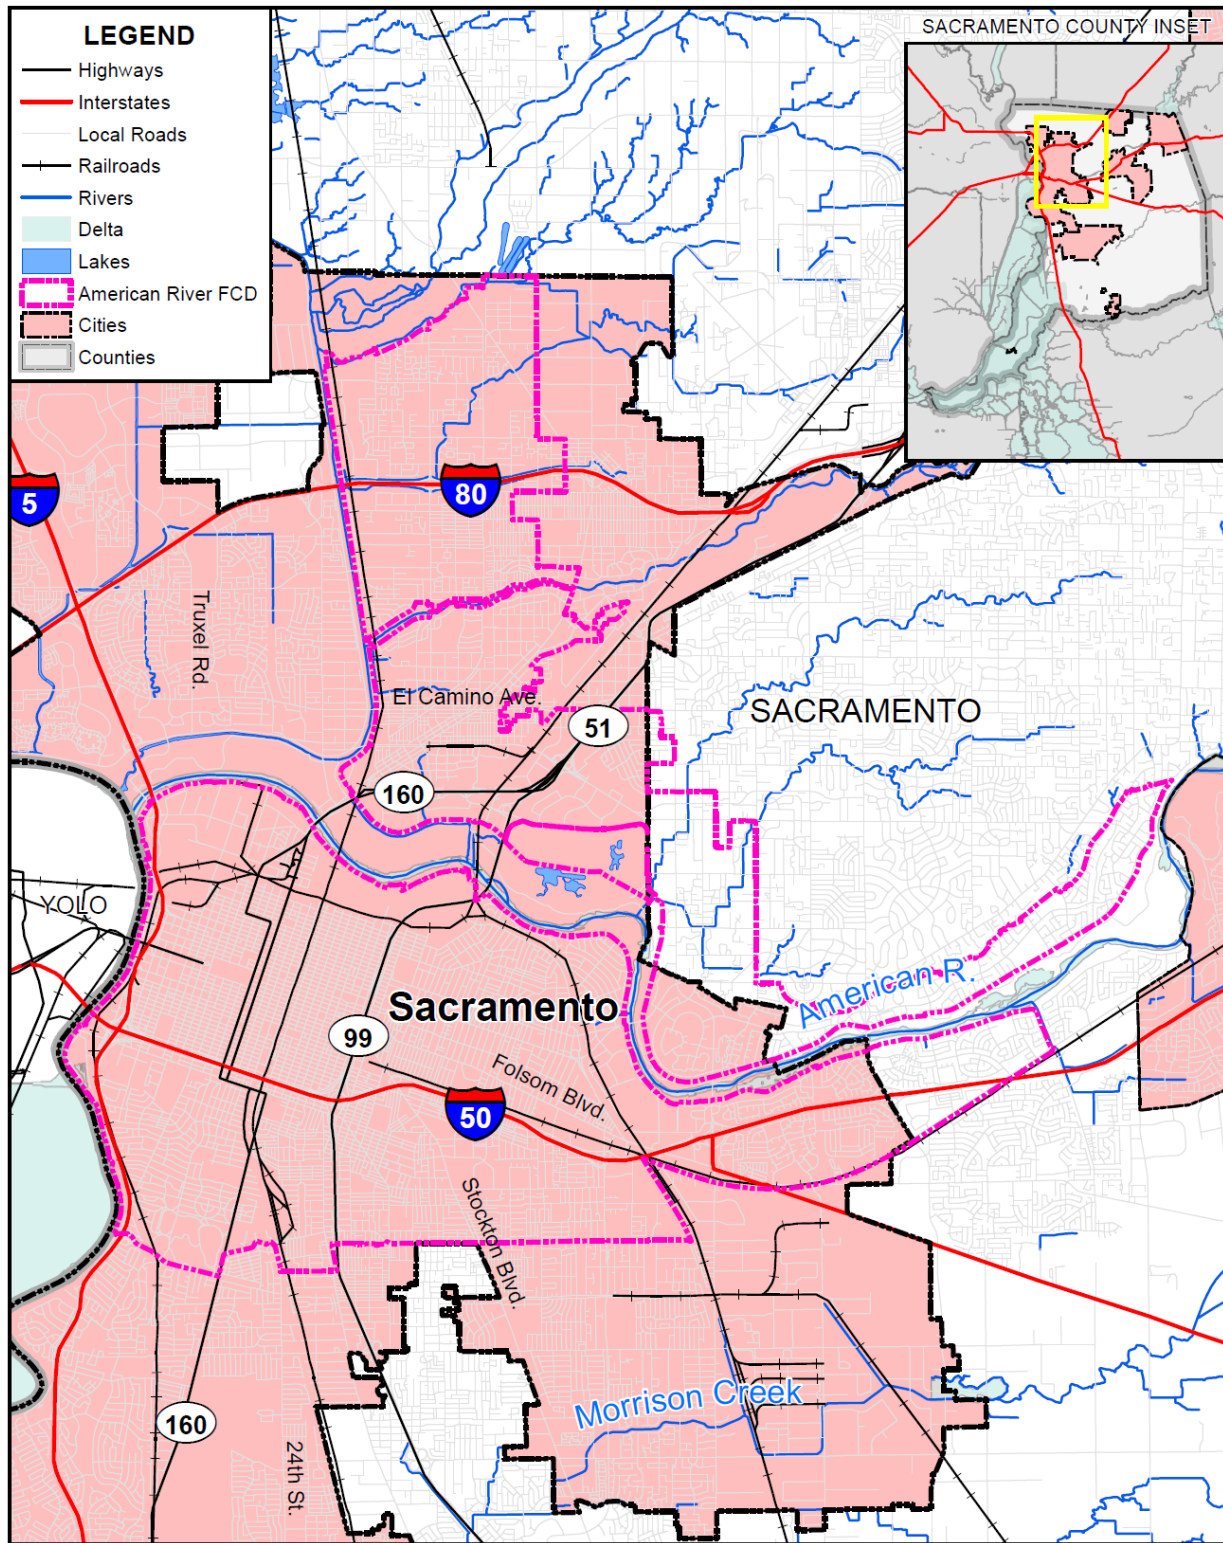 LEGEND
Highways
Interstates
Local Roads
Railroads
Rivers
Delta
Lakes
American River FCD
Cities
Counties
SACRAMENTO COUNTY INSET
5
80
Truxel Rd.
El Camino Ave.
51
SACRAMENTO
160
YOLO
American R.
Sacramento
99
Folsom Blvd.
50
Stockton Blvd.
Morrison Creek
160
24th St.